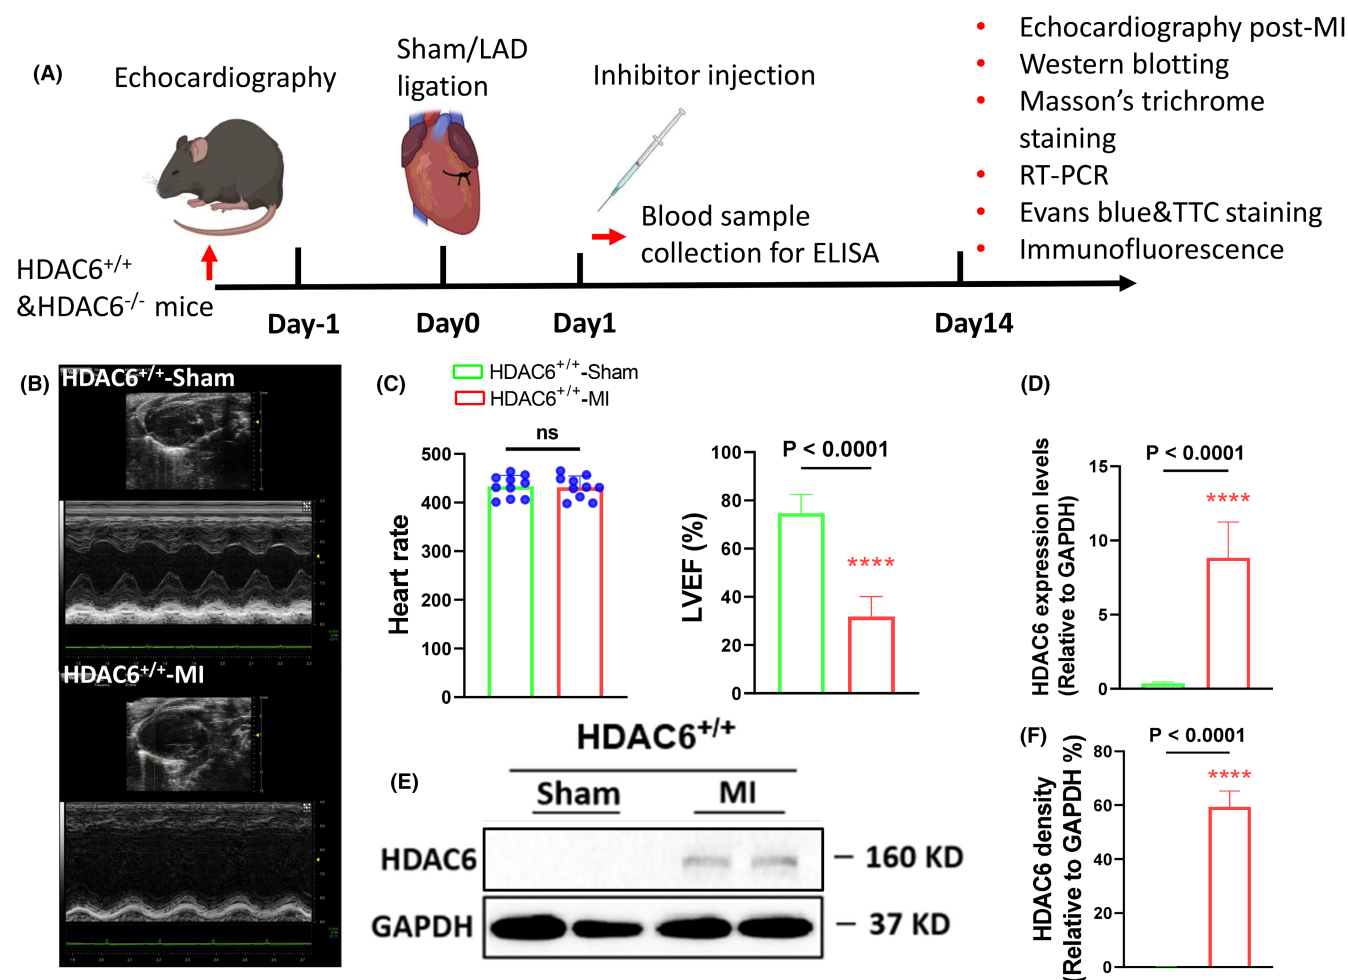 (A)
Echocardiography
Sham/LAD
ligation
Inhibitor injection
Blood sample
collection for ELISA
• Echocardiography post-MI
• Western blotting
• Masson’s trichrome
staining
• RT-PCR
• Evans blue&TTC staining
• Immunofluorescence
HDAC6+/+
&HDAC6-/- mice
Day-1
Day0
Day1
Day14
(B)
HDAC6+/+-Sham
HDAC6+/+-MI
(C)
HDAC6+/+-Sham
HDAC6+/+-MI
ns
Heart rate
500
400
300
200
100
0
P < 0.0001
****
LVEF (%)
100
80
60
40
20
0
(D)
P < 0.0001
****
HDAC6 expression levels
(Relative to GAPDH)
15
10
5
0
(E)
HDAC6+/+
Sham
MI
HDAC6
160 KD
GAPDH
37 KD
(F)
P < 0.0001
****
HDAC6 density
(Relative to GAPDH %)
80
60
40
20
0